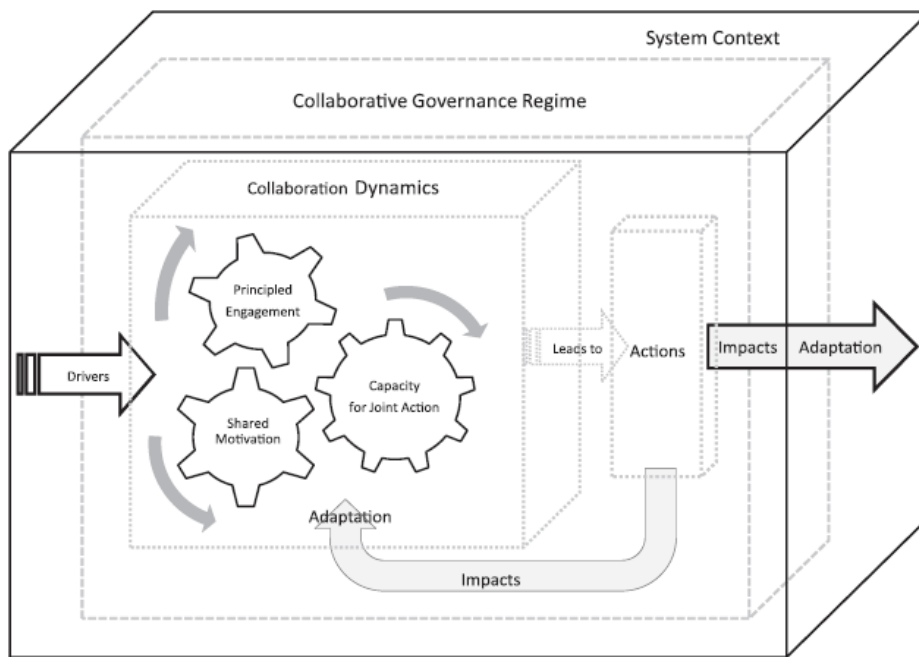 System Context
Collaborative Governance Regime
Collaboration Dynamics
Principled
Engagement
Drivers
Shared
Motivation
Capacity
for Joint Action
Leads to
Actions
Impacts
Adaptation
Adaptation
Impacts